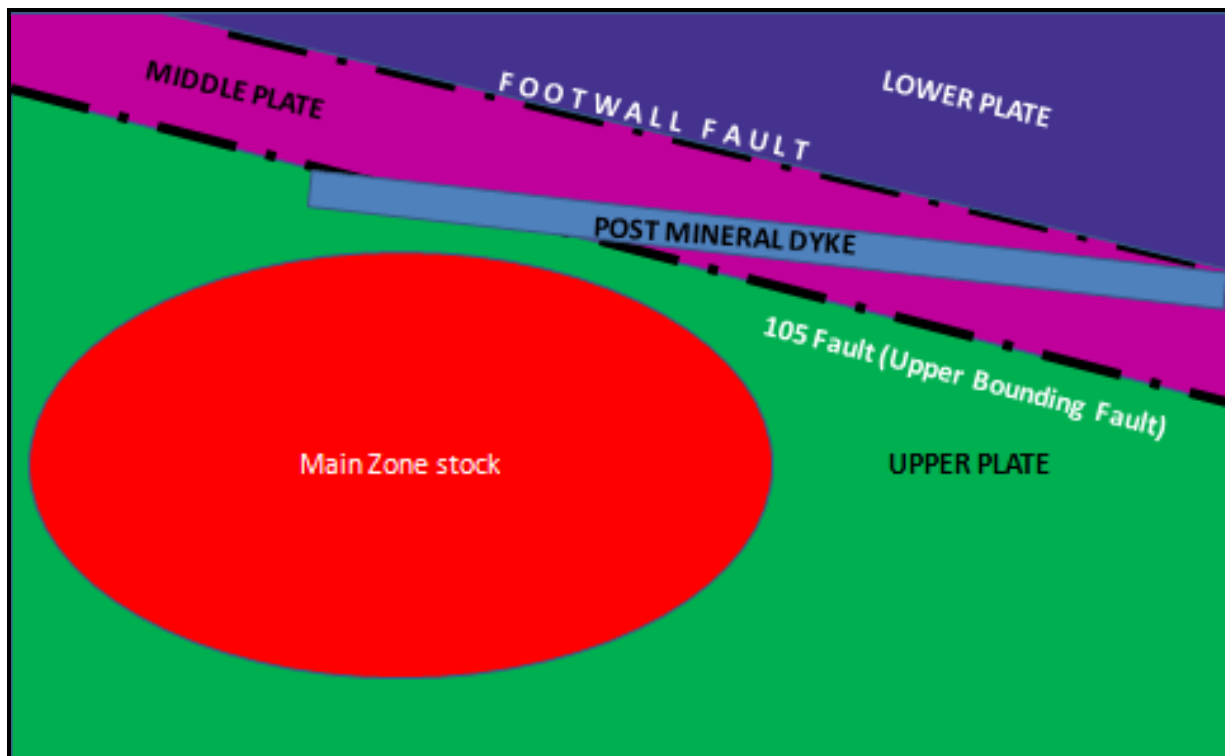 MIDDLE PLATE
FOOTWALL FAULT
LOWER PLATE
POST MINERAL DYKE
105 Fault (Upper Bounding Fault)
Main Zone stock
UPPER PLATE